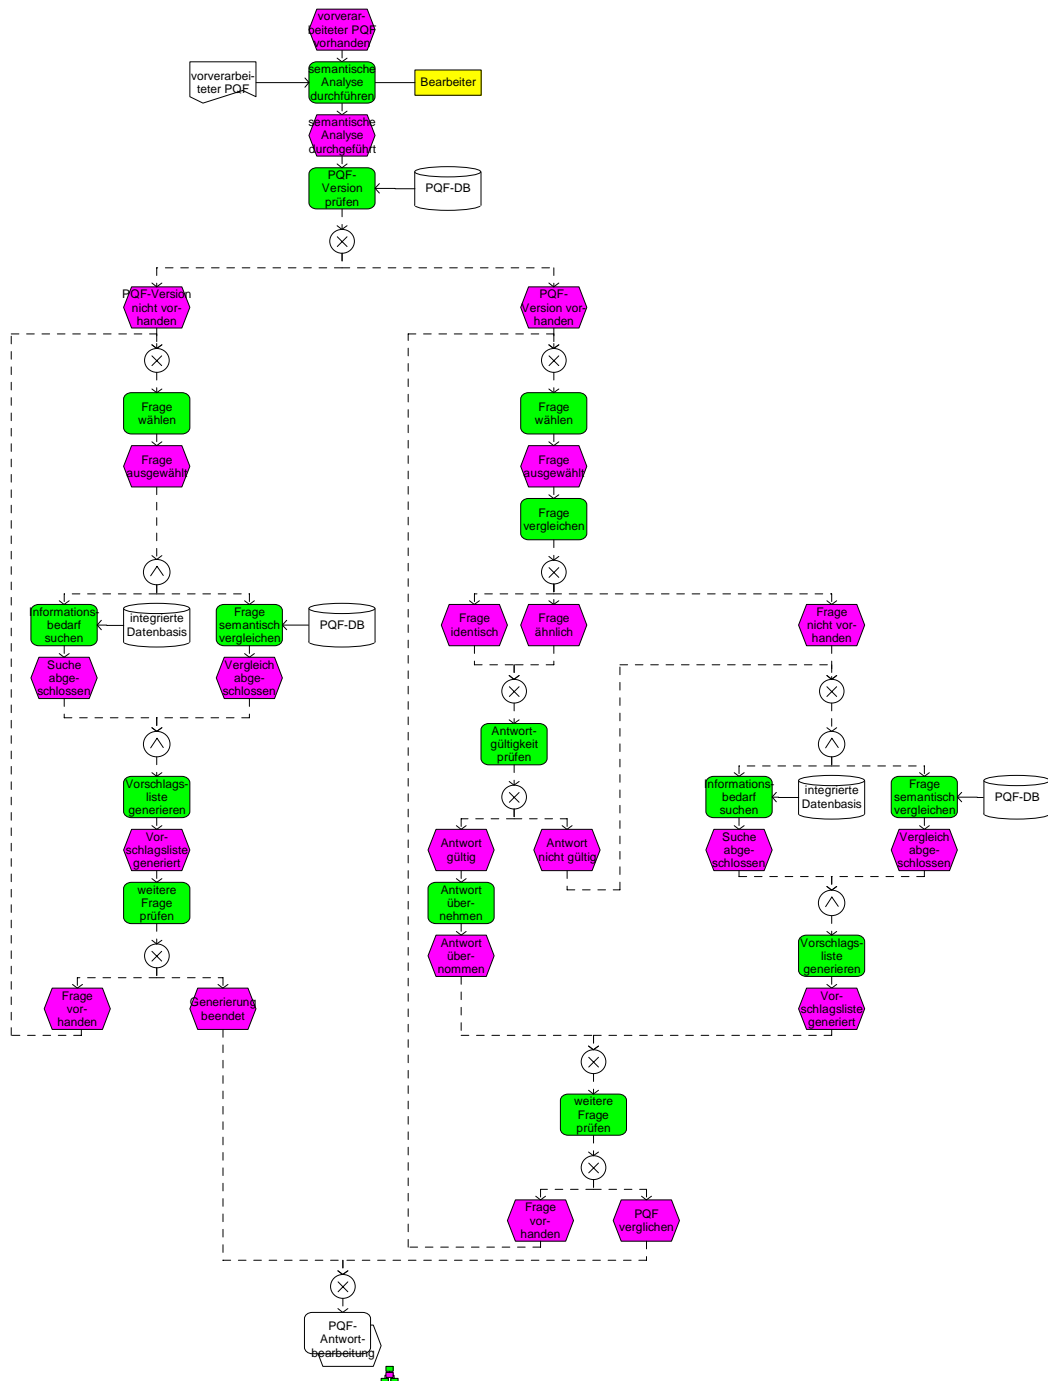 vorverar-
beiteter PQF
vorhanden
vorverarbei-
teter PQF
semantische
Analyse
durchführen
Bearbeiter
semantische
Analyse
durchgeführt
PQF-
Version
prüfen
PQF-DB
PQF-Version
nicht vor-
handen
PQF-
Version vor-
handen
Frage
wählen
Frage
wählen
Frage
ausgewählt
Frage
ausgewählt
Frage
vergleichen
Informations-
bedarf
suchen
integrierte
Datenbasis
Frage
semantisch
vergleichen
PQF-DB
Frage
identisch
Frage
ähnlich
Frage
nicht vor-
handen
Suche
abge-
schlossen
Vergleich
abge-
schlossen
Antwort-
gültigkeit
prüfen
Vorschlags-
liste
generieren
Informations-
bedarf
suchen
integrierte
Datenbasis
Frage
semantisch
vergleichen
PQF-DB
Vor-
schlagsliste
generiert
Antwort
gültig
Antwort
nicht gültig
Suche
abge-
schlossen
Vergleich
abge-
schlossen
weitere
Frage
prüfen
Antwort
über-
nehmen
Antwort
über-
nommen
Vorschlags-
liste
generieren
Frage
vor-
handen
Generierung
beendet
Vor-
schlagsliste
generiert
weitere
Frage
prüfen
Frage
vor-
handen
PQF
verglichen
PQF-
Antwort-
bearbeitung